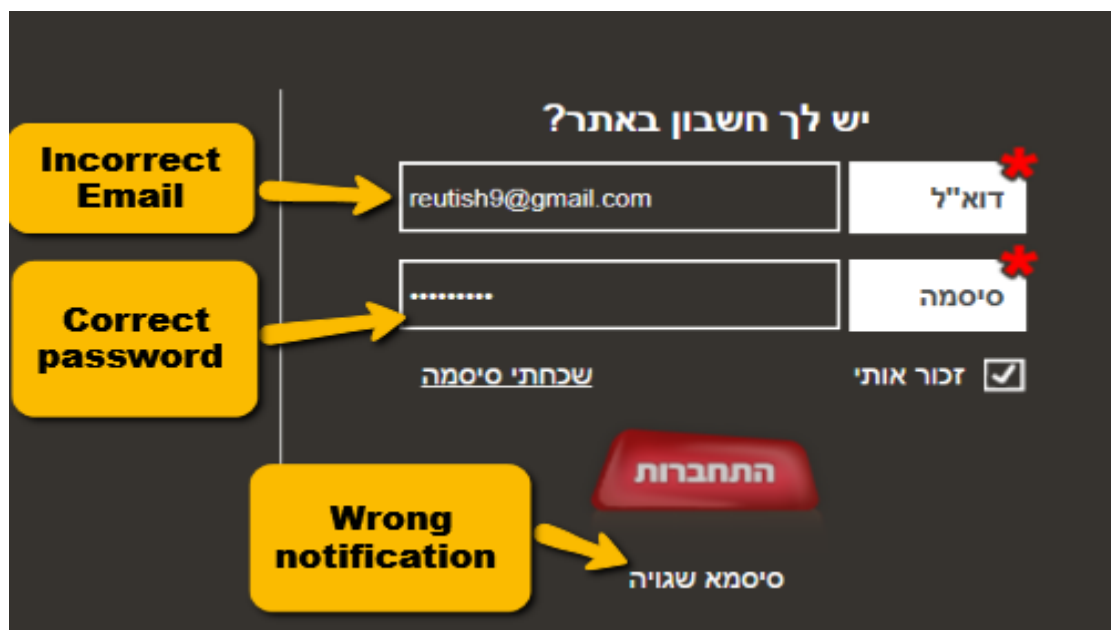 יש לך חשבון באתר?
Incorrect
Email
reutish9@gmail.com
דוא"ל
*
Correct
password
•••••••••
סיסמה
*
זכור אותי
שכחתי סיסמה
התחברות
Wrong
notification
סיסמא שגויה